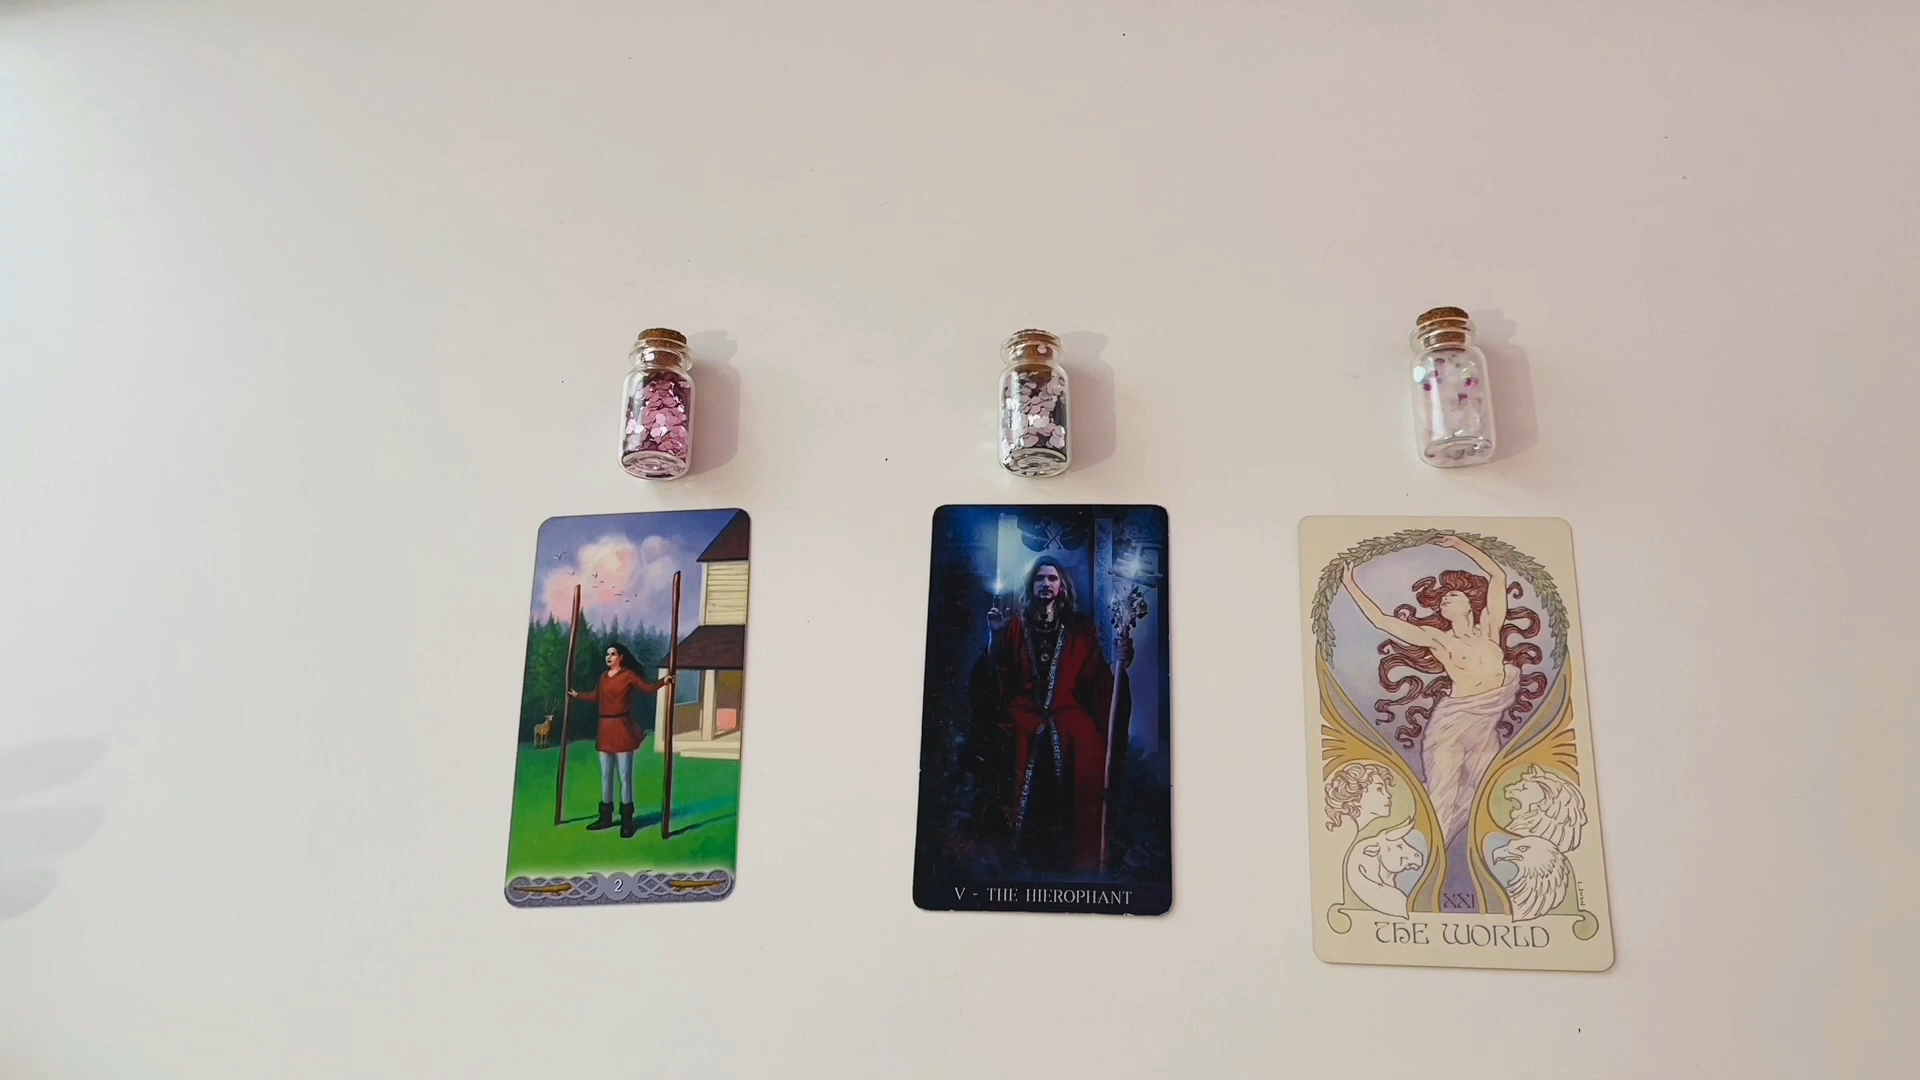 2
V - THE HIEROPHANT
XXI
THE WORLD